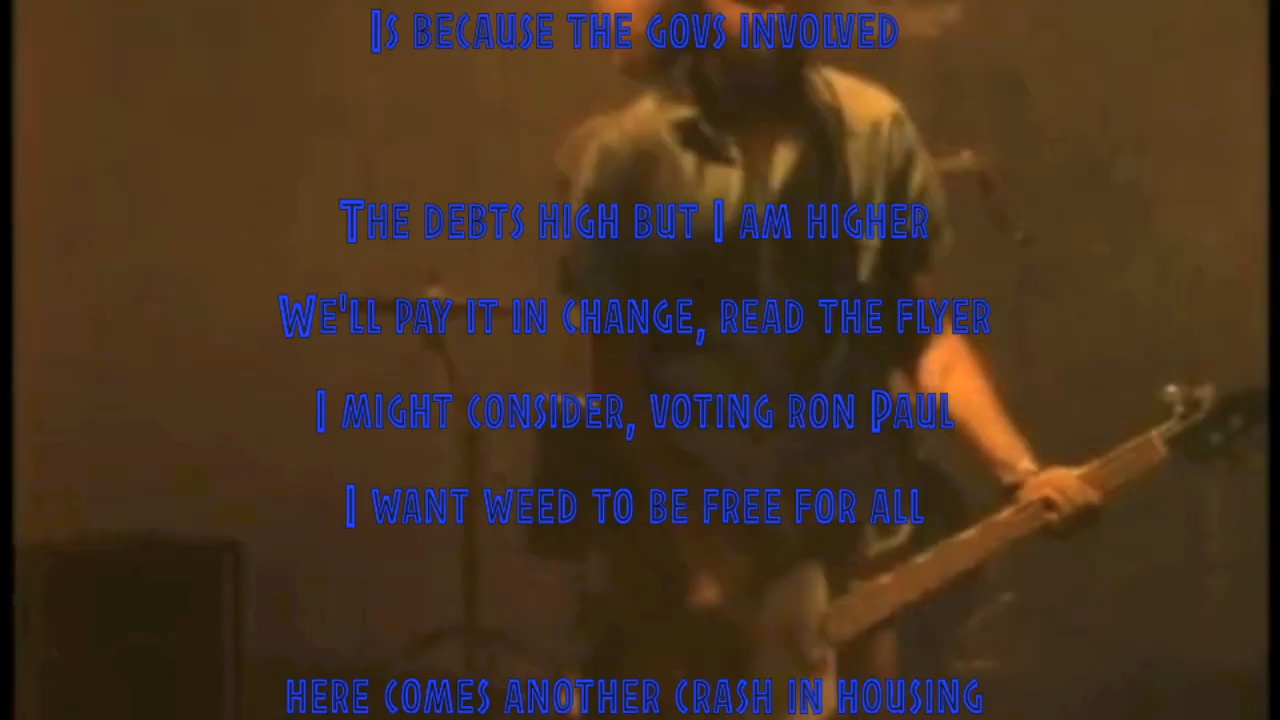 Is because the govs involved
The debts high but I am higher
We'll pay it in change, read the flyer
I might consider, voting ron Paul
I want weed to be free for all
here comes another crash in housing